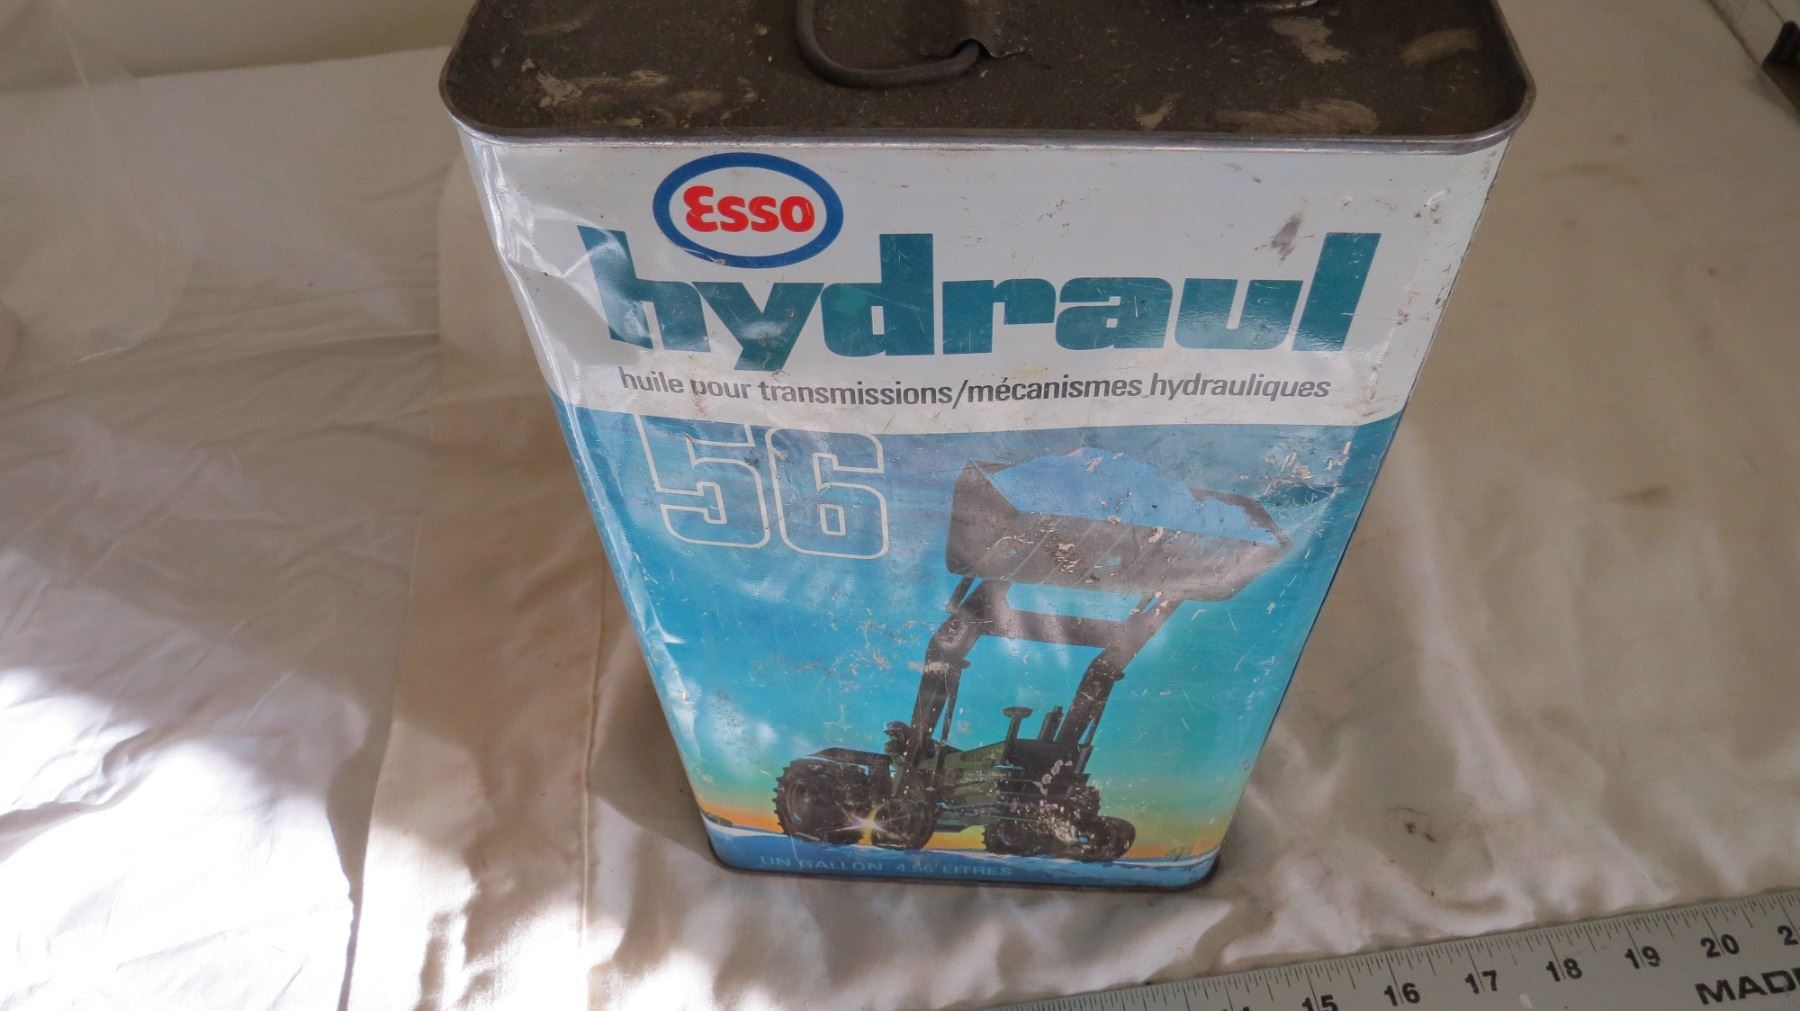 Esso
hydraul
huile pour transmissions/mécanismes hydrauliques
56
UN GALLON 4.56 LITRES
15 16 17 18 19 20